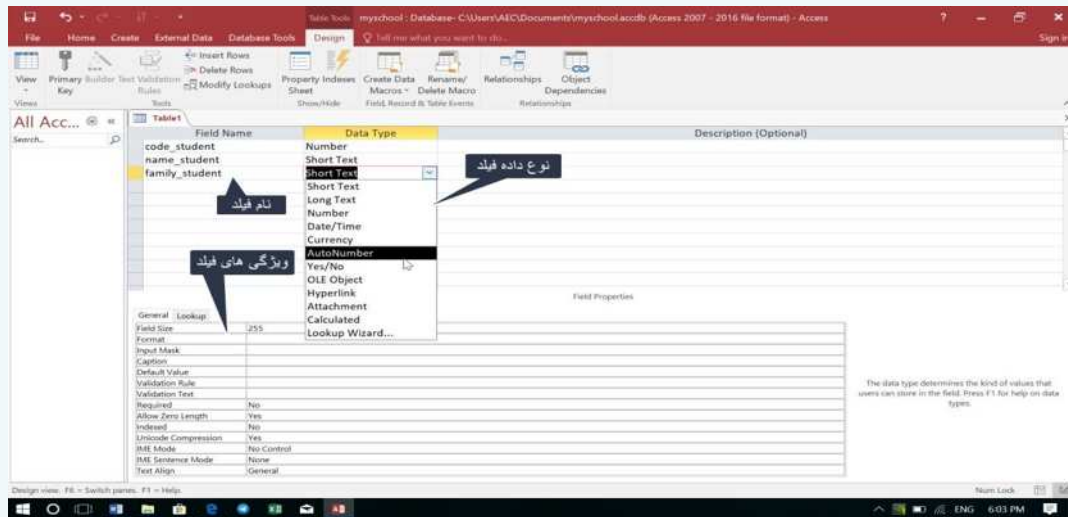 Table Tools myschool : Database- C:\Users\AEC\Documents\myschool.accdb (Access 2007 - 2016 file format) - Access
File Home Create External Data Database Tools Design Tell me what you want to do... Sign in
View Primary Key Builder Test Validation Rules Insert Rows Delete Rows Modify Lookups Property Sheet Indexes Create Data Macros Rename/ Delete Macro Relationships Object Dependencies
Views Tools Show/Hide Field, Record & Table Events Relationships
All Acc...
Search...
Table1
Field Name Data Type Description (Optional)
code_student Number
name_student Short Text
family_student Short Text
Short Text
Long Text
Number
Date/Time
Currency
AutoNumber
Yes/No
OLE Object
Hyperlink
Attachment
Calculated
Lookup Wizard...
نوع داده فیلد
نام فیلد
ویژگی های فیلد
Field Properties
General Lookup
Field Size 255
Format
Input Mask
Caption
Default Value
Validation Rule
Validation Text
Required No
Allow Zero Length Yes
Indexed No
Unicode Compression Yes
IME Mode No Control
IME Sentence Mode None
Text Align General
The data type determines the kind of values that
users can store in the field. Press F1 for help on data
types.
Design view. F6 = Switch panes. F1 = Help. Num Lock
ENG 6:03 PM